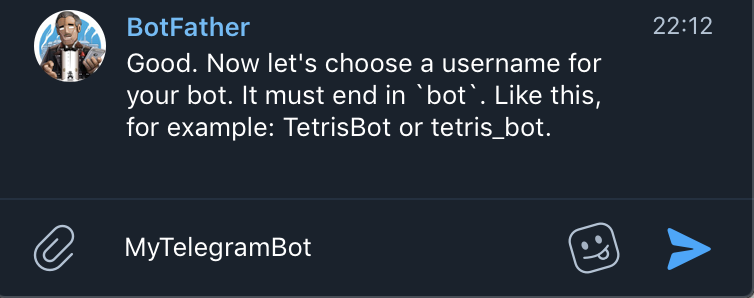 BotFather 22:12
Good. Now let's choose a username for
your bot. It must end in `bot`. Like this,
for example: TetrisBot or tetris_bot.
MyTelegramBot